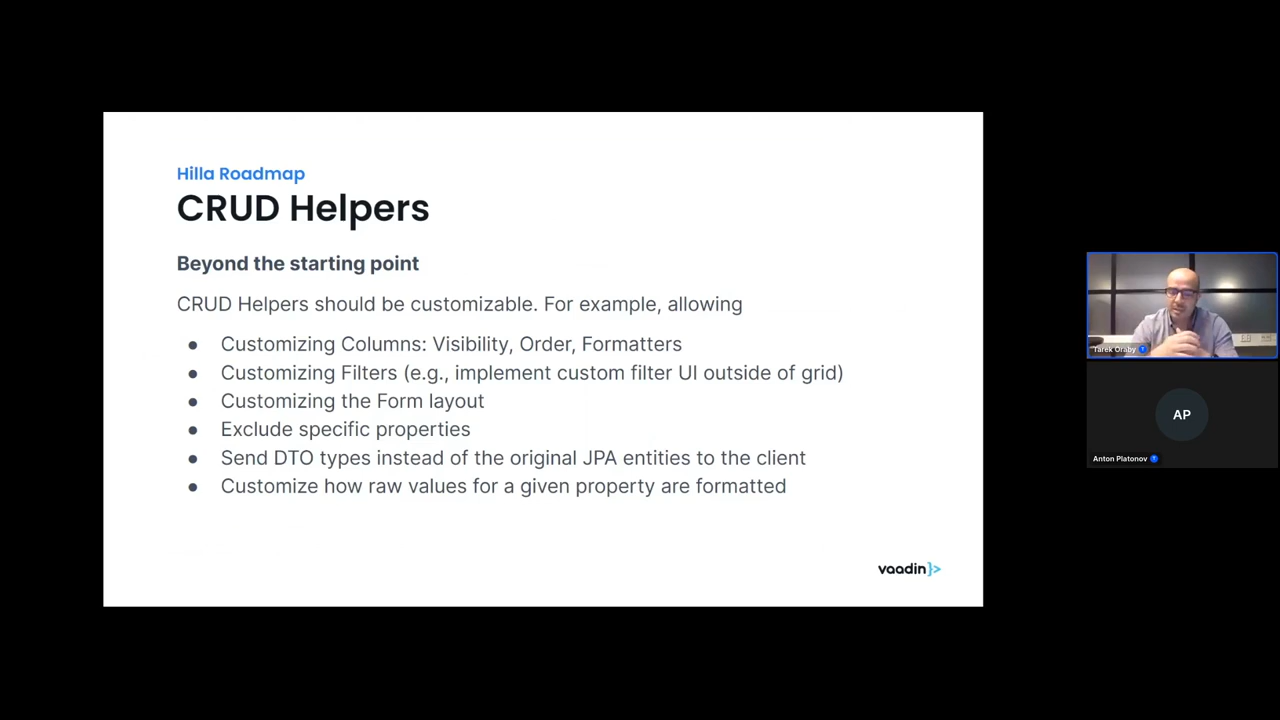 Hilla Roadmap
CRUD Helpers
Beyond the starting point
CRUD Helpers should be customizable. For example, allowing
● Customizing Columns: Visibility, Order, Formatters
● Customizing Filters (e.g., implement custom filter UI outside of grid)
● Customizing the Form layout
● Exclude specific properties
● Send DTO types instead of the original JPA entities to the client
● Customize how raw values for a given property are formatted
vaadin}>
Tarek Oraby
AP
Anton Platonov